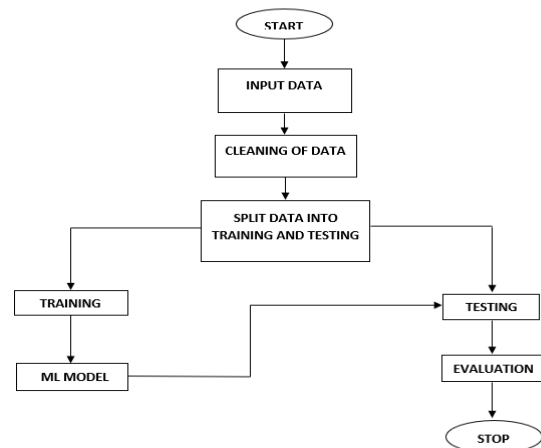 START
INPUT DATA
CLEANING OF DATA
SPLIT DATA INTO
TRAINING AND TESTING
TRAINING
TESTING
ML MODEL
EVALUATION
STOP